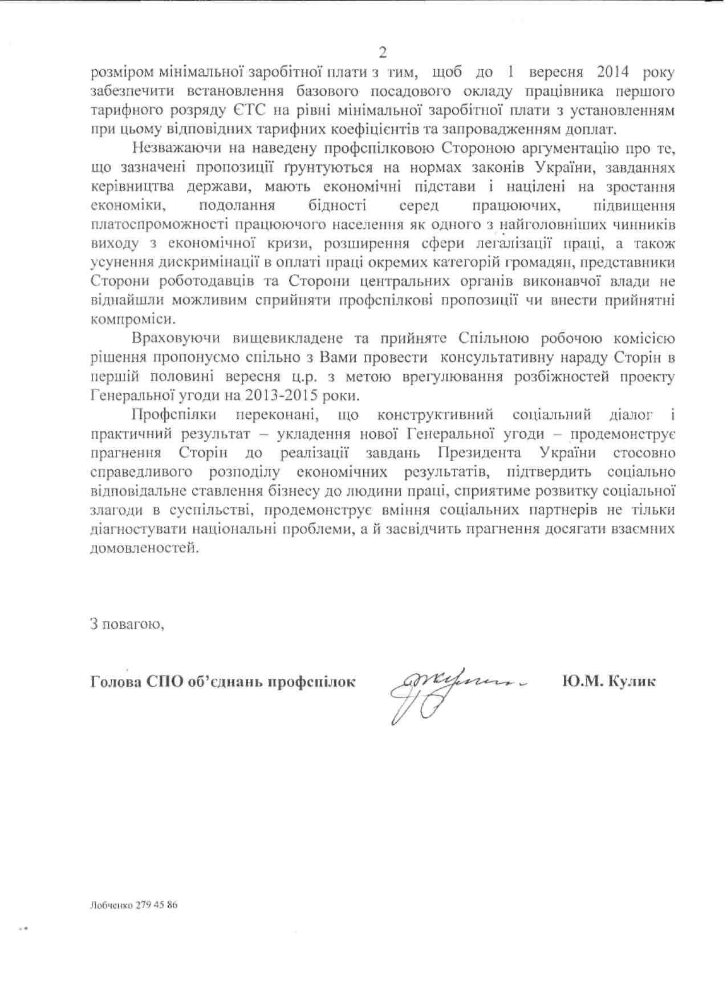 2
розміром мінімальної заробітної плати з тим, щоб до 1 вересня 2014 року
забезпечити встановлення базового посадового окладу працівника першого
тарифного розряду ЄТС на рівні мінімальної заробітної плати з установленням
при цьому відповідних тарифних коефіцієнтів та запровадженням доплат.
Незважаючи на наведену профспілковою Стороною аргументацію про те,
що зазначені пропозиції ґрунтуються на нормах законів України, завданнях
керівництва держави, мають економічні підстави і націлені на зростання
економіки, подолання бідності серед працюючих, підвищення
платоспроможності працюючого населення як одного з найголовніших чинників
виходу з економічної кризи, розширення сфери легалізації праці, а також
усунення дискримінації в оплаті праці окремих категорій громадян, представники
Сторони роботодавців та Сторони центральних органів виконавчої влади не
віднайшли можливим сприйняти профспілкові пропозиції чи внести прийнятні
компроміси.
Враховуючи вищевикладене та прийняте Спільною робочою комісією
рішення пропонуємо спільно з Вами провести консультативну нараду Сторін в
першій половині вересня ц.р. з метою врегулювання розбіжностей проекту
Генеральної угоди на 2013-2015 роки.
Профспілки переконані, що конструктивний соціальний діалог і
практичний результат – укладення нової Генеральної угоди – продемонструє
прагнення Сторін до реалізації завдань Президента України стосовно
справедливого розподілу економічних результатів, підтвердить соціально
відповідальне ставлення бізнесу до людини праці, сприятиме розвитку соціальної
злагоди в суспільстві, продемонструє вміння соціальних партнерів не тільки
діагностувати національні проблеми, а й засвідчить прагнення досягати взаємних
домовленостей.
З повагою,
Голова СПО об’єднань профспілок Ю.М. Кулик
Лобченко 279 45 86